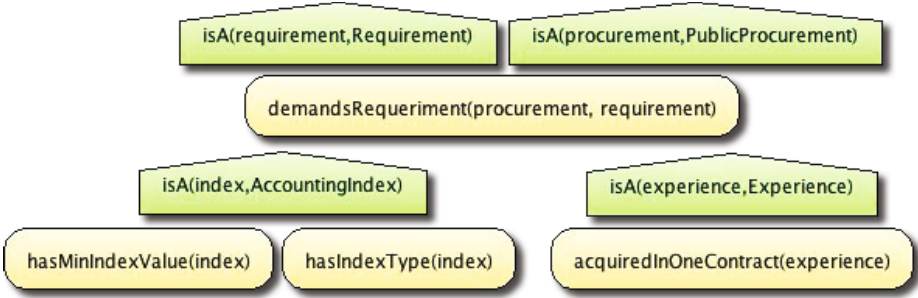 isA(requirement,Requirement)
isA(procurement,PublicProcurement)
demandsRequeriment(procurement, requirement)
isA(index,AccountingIndex)
isA(experience,Experience)
hasMinIndexValue(index)
hasIndexType(index)
acquiredInOneContract(experience)